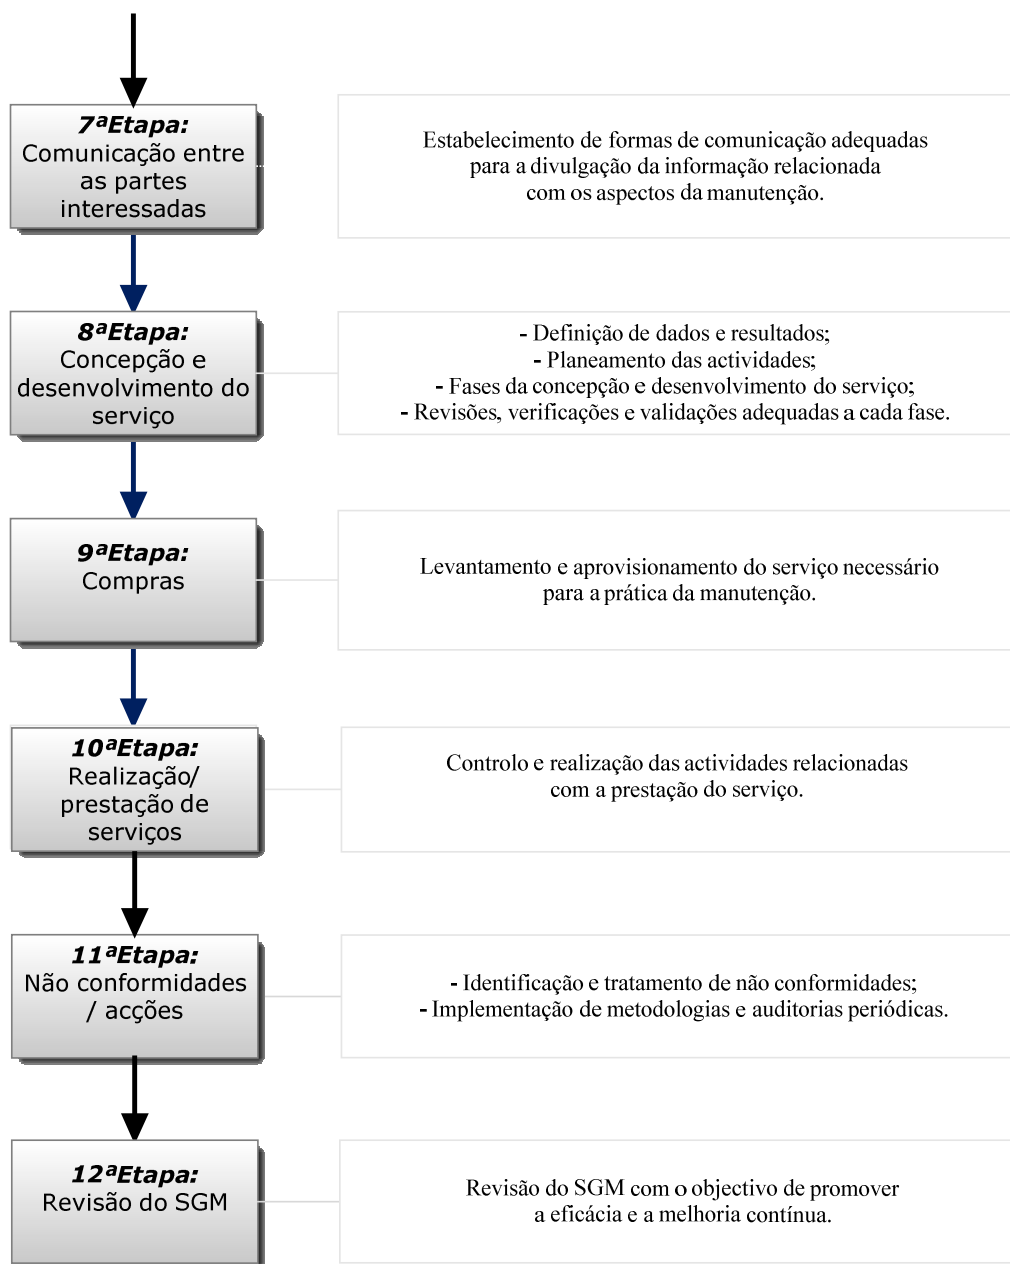 7ªEtapa:
Comunicação entre
as partes
interessadas
Estabelecimento de formas de comunicação adequadas
para a divulgação da informação relacionada
com os aspectos da manutenção.
8ªEtapa:
Concepção e
desenvolvimento do
serviço
- Definição de dados e resultados;
- Planeamento das actividades;
- Fases da concepção e desenvolvimento do serviço;
- Revisões, verificações e validações adequadas a cada fase.
9ªEtapa:
Compras
Levantamento e aprovisionamento do serviço necessário
para a prática da manutenção.
10ªEtapa:
Realização/
prestação de
serviços
Controlo e realização das actividades relacionadas
com a prestação do serviço.
11ªEtapa:
Não conformidades
/ acções
- Identificação e tratamento de não conformidades;
- Implementação de metodologias e auditorias periódicas.
12ªEtapa:
Revisão do SGM
Revisão do SGM com o objectivo de promover
a eficácia e a melhoria contínua.